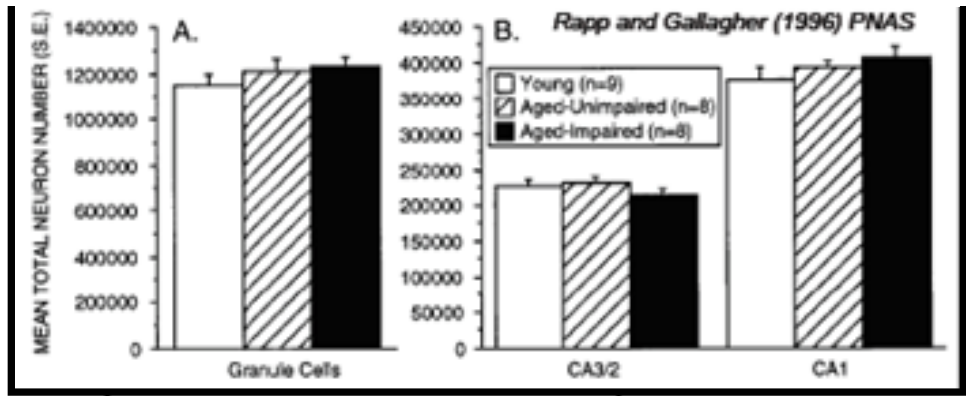 MEAN TOTAL NEURON NUMBER (S.E.)
A.
1400000
1200000
1000000
800000
600000
400000
200000
0
Granule Cells
B.
Rapp and Gallagher (1996) PNAS
450000
400000
350000
300000
250000
200000
150000
100000
50000
0
Young (n=9)
Aged-Unimpaired (n=8)
Aged-Impaired (n=8)
CA3/2
CA1